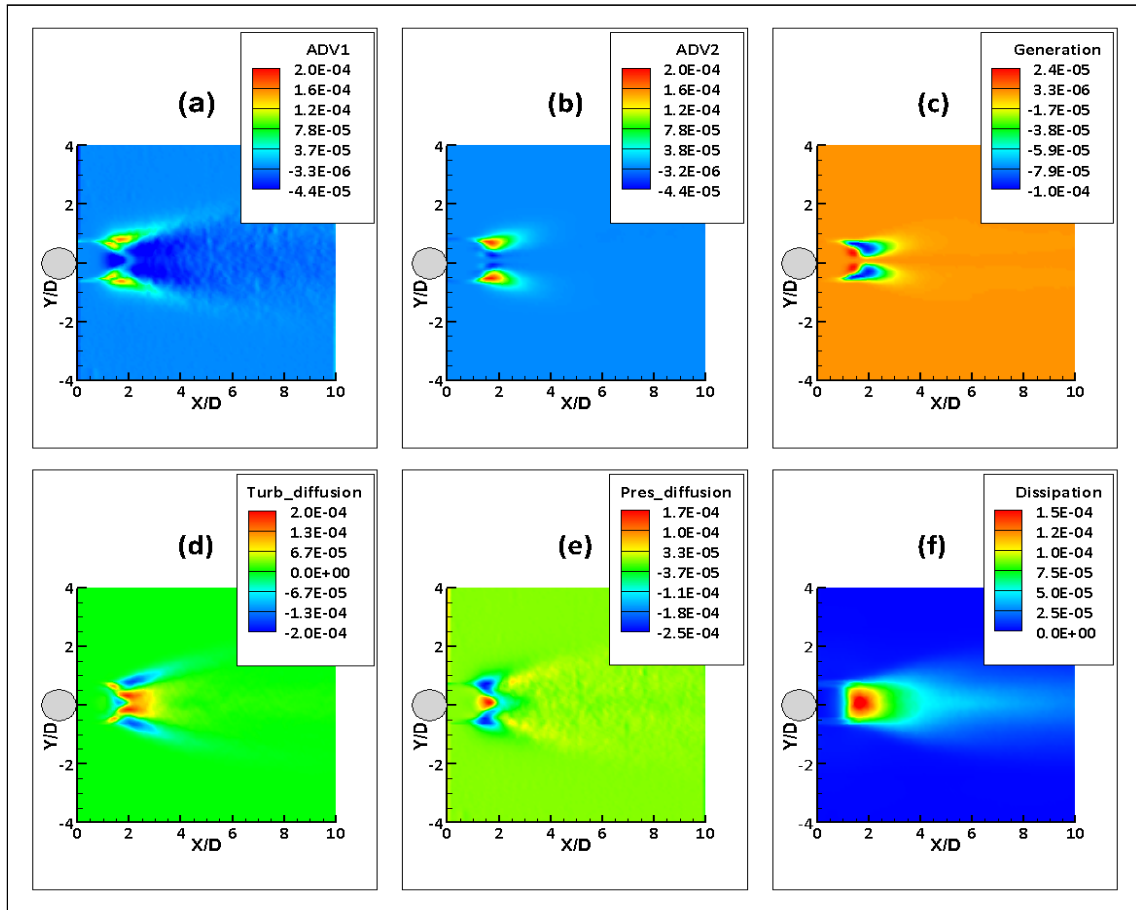 ADV1
2.0E-04
1.6E-04
1.2E-04
7.8E-05
3.7E-05
-3.3E-06
-4.4E-05
(a)
4
2
0
-2
-4
Y/D
0 2 4 6 8 10
X/D
ADV2
2.0E-04
1.6E-04
1.2E-04
7.8E-05
3.7E-05
-3.2E-06
-4.4E-05
(b)
4
2
0
-2
-4
Y/D
0 2 4 6 8 10
X/D
Generation
2.4E-05
3.3E-06
-1.7E-05
-3.8E-05
-5.9E-05
-7.9E-05
-1.0E-04
(c)
4
2
0
-2
-4
Y/D
0 2 4 6 8 10
X/D
Turb_diffusion
2.0E-04
1.3E-04
6.7E-05
0.0E+00
-6.7E-05
-1.3E-04
-2.0E-04
(d)
4
2
0
-2
-4
Y/D
0 2 4 6 8 10
X/D
Pres_diffusion
1.7E-04
1.0E-04
3.3E-05
-3.7E-05
-1.1E-04
-1.8E-04
-2.5E-04
(e)
4
2
0
-2
-4
Y/D
0 2 4 6 8 10
X/D
Dissipation
1.5E-04
1.2E-04
1.0E-04
7.5E-05
5.0E-05
2.5E-05
0.0E+00
(f)
4
2
0
-2
-4
Y/D
0 2 4 6 8 10
X/D